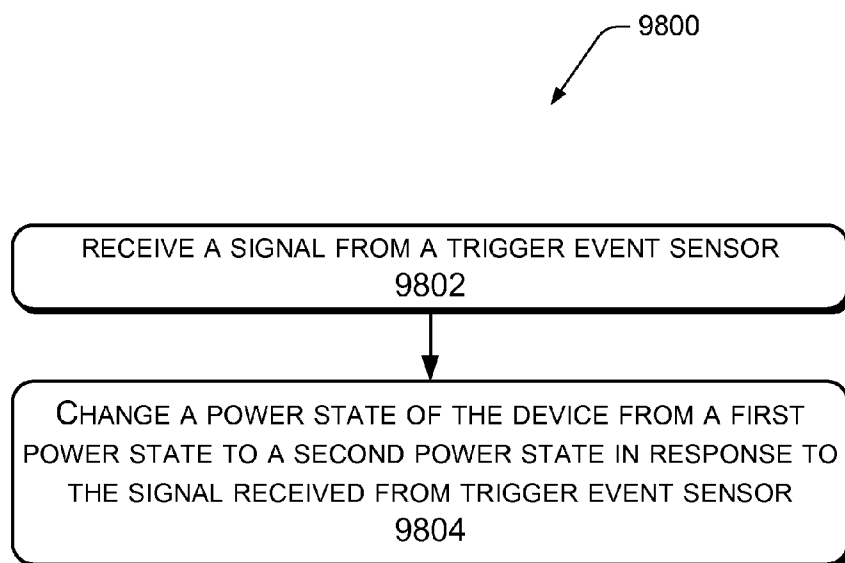 9800
RECEIVE A SIGNAL FROM A TRIGGER EVENT SENSOR
9802
CHANGE A POWER STATE OF THE DEVICE FROM A FIRST
POWER STATE TO A SECOND POWER STATE IN RESPONSE TO
THE SIGNAL RECEIVED FROM TRIGGER EVENT SENSOR
9804